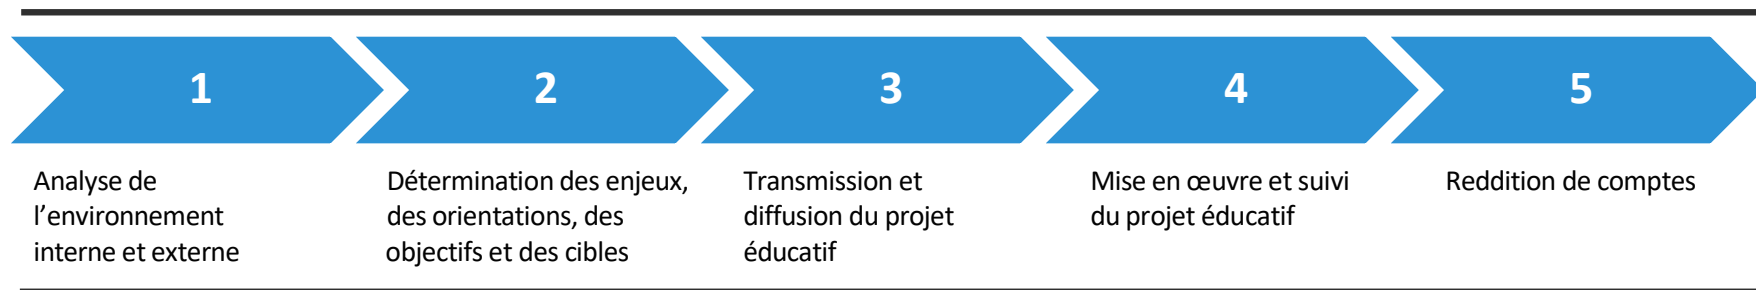 1
Analyse de
l’environnement
interne et externe
2
Détermination des enjeux,
des orientations, des
objectifs et des cibles
3
Transmission et
diffusion du projet
éducatif
4
Mise en œuvre et suivi
du projet éducatif
5
Reddition de comptes